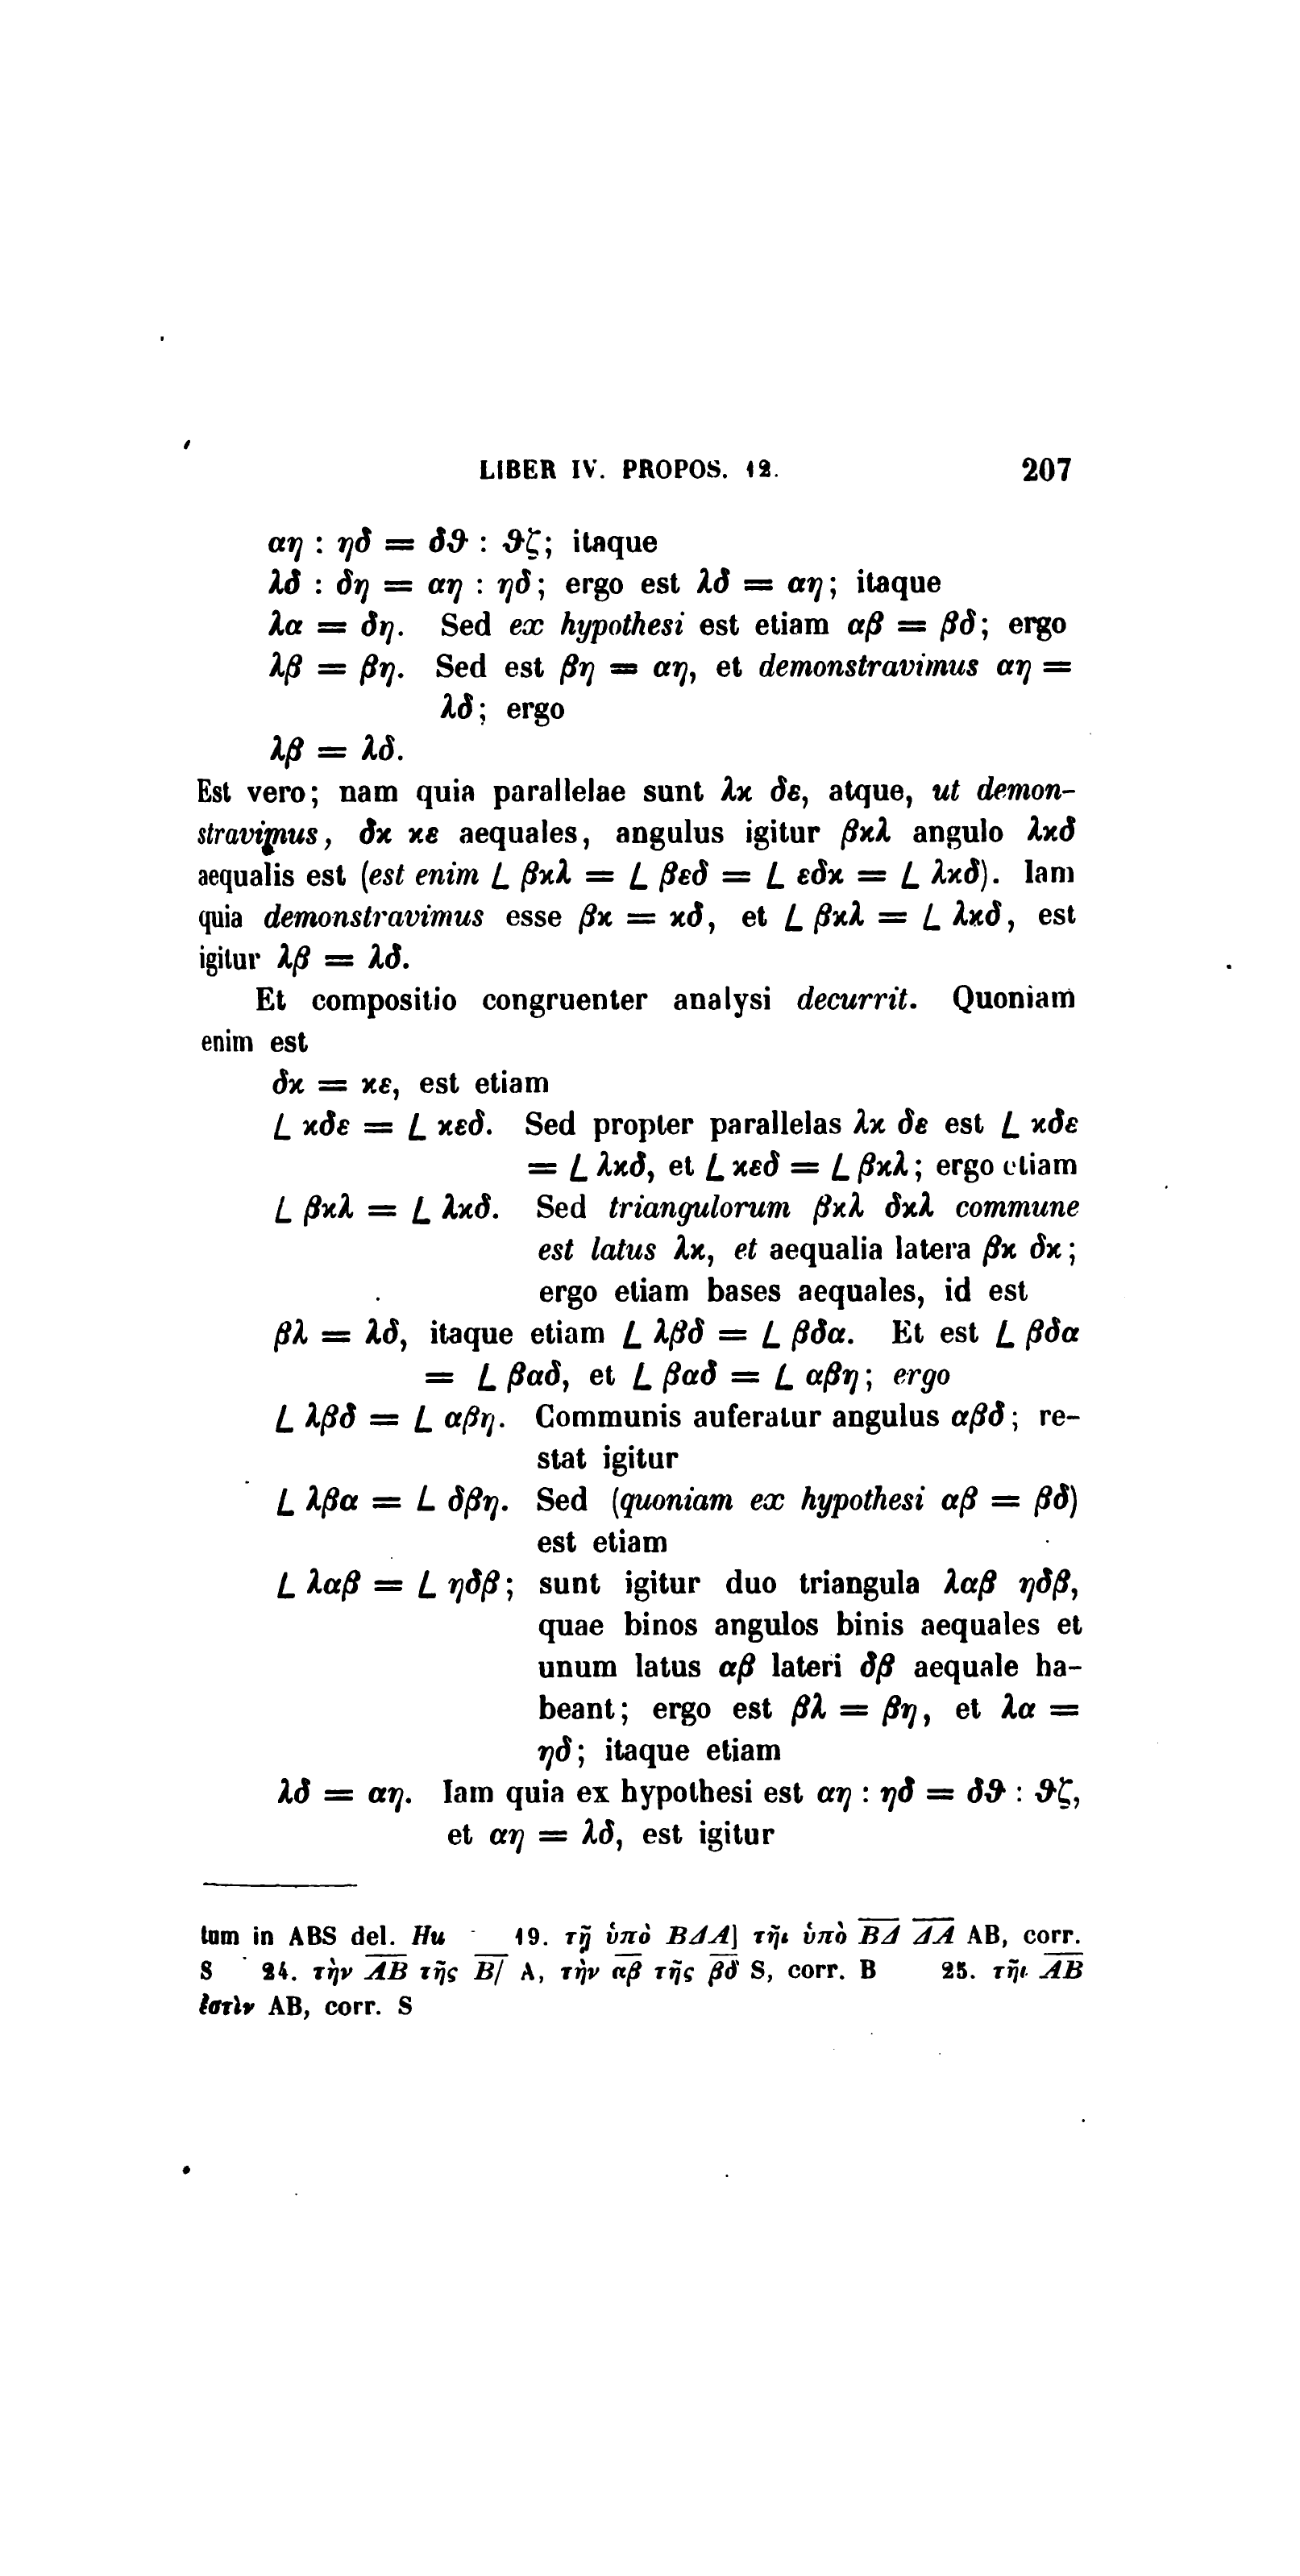 LIBER IV. PROPOS. 12. 207
αη : ηδ = δϑ : ϑζ; itaque
λδ : δη = αη : ηδ; ergo est λδ = αη; itaque
λα = δη. Sed ex hypothesi est etiam αβ = βδ; ergo
λβ = βη. Sed est βη = αη, et demonstravimus αη =
λδ; ergo
λβ = λδ.
Est vero; nam quia parallelae sunt λκ δε, atque, ut demon-
stravimus, δκ κε aequales, angulus igitur βκλ angulo λκδ
aequalis est (est enim L βκλ = L βεδ = L εδκ = L λκδ). Iam
quia demonstravimus esse βκ = κδ, et L βκλ = L λκδ, est
igitur λβ = λδ.
Et compositio congruenter analysi decurrit. Quoniam
enim est
δκ = κε, est etiam
L κδε = L κεδ. Sed propter parallelas λκ δε est L κδε
= L λκδ, et L κεδ = L βκλ; ergo etiam
L βκλ = L λκδ. Sed triangulorum βκλ δκλ commune
est latus λκ, et aequalia latera βκ δκ;
ergo etiam bases aequales, id est
βλ = λδ, itaque etiam L λβδ = L βδα. Et est L βδα
= L βαδ, et L βαδ = L αβη; ergo
L λβδ = L αβη. Communis auferatur angulus αβδ; re-
stat igitur
L λβα = L δβη. Sed (quoniam ex hypothesi αβ = βδ)
est etiam
L λαβ = L ηδβ; sunt igitur duo triangula λαβ ηδβ,
quae binos angulos binis aequales et
unum latus αβ lateri δβ aequale ha-
beant; ergo est βλ = βη, et λα =
ηδ; itaque etiam
λδ = αη. Iam quia ex hypothesi est αη : ηδ = δϑ : ϑζ,
et αη = λδ, est igitur
tum in ABS del. Hu 19. τῇ ὑπὸ ΒΔΑ] τῆι ὑπὸ ΒΔ ΔΑ AB, corr.
S 24. τὴν ΑΒ τῆς Β/ A, τὴν αβ τῆς βδ S, corr. B 25. τῆι ΑΒ
ἐστὶν AB, corr. S